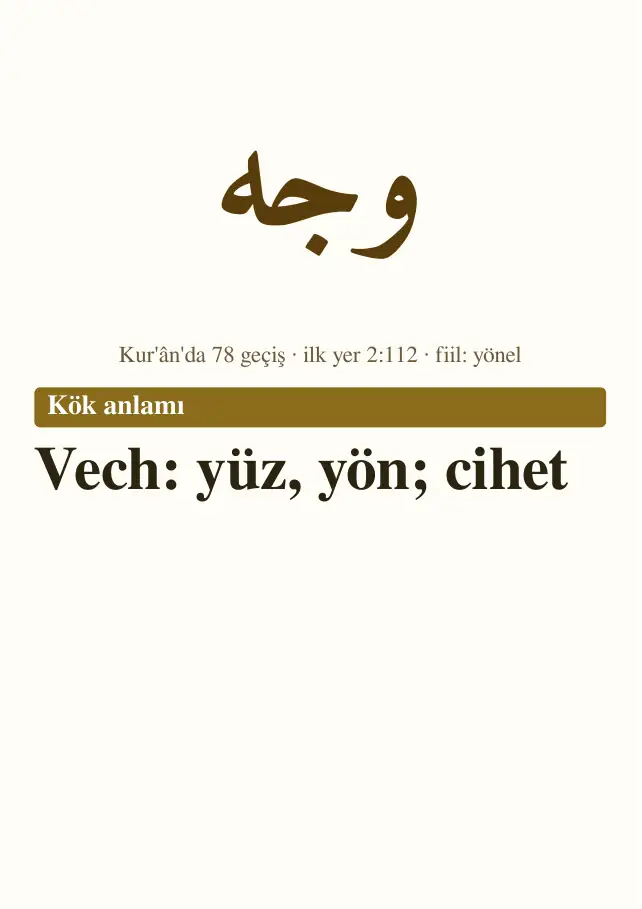 وجه
Kur'ân'da 78 geçiş · ilk yer 2:112 · fiil: yönel
Kök anlamı
Vech: yüz, yön; cihet